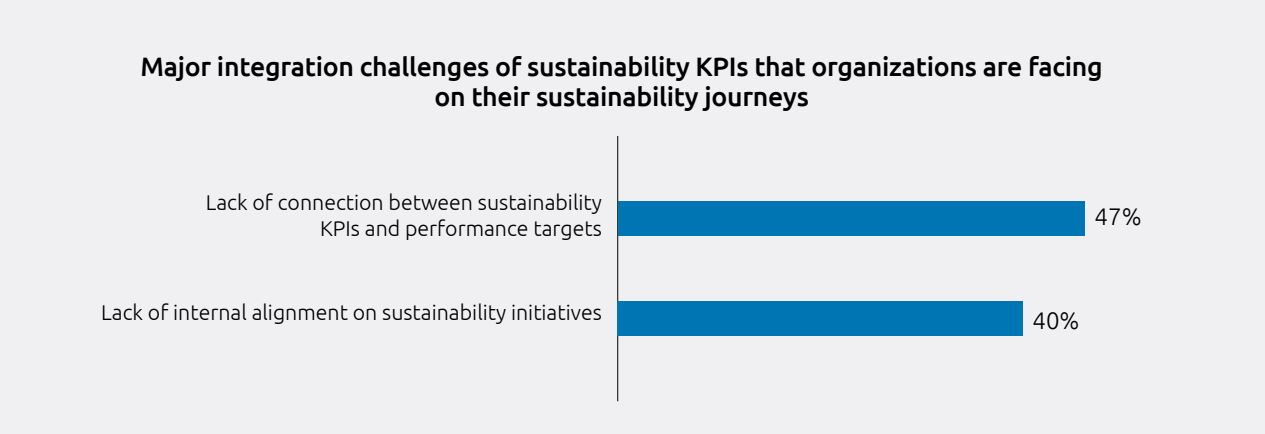 Major integration challenges of sustainability KPIs that organizations are facing
on their sustainability journeys
Lack of connection between sustainability
KPIs and performance targets
47%
Lack of internal alignment on sustainability initiatives
40%